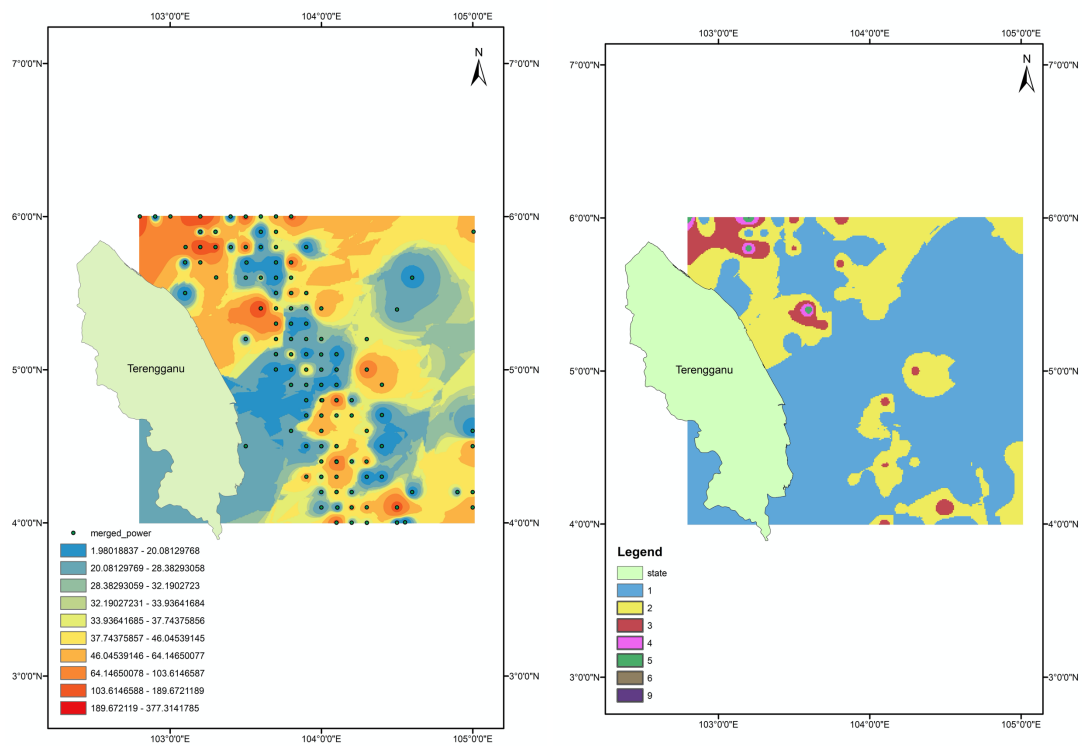 103°0'0"E 104°0'0"E 105°0'0"E
N
7°0'0"N 7°0'0"N
6°0'0"N 6°0'0"N
5°0'0"N 5°0'0"N
4°0'0"N 4°0'0"N
3°0'0"N 3°0'0"N
Terengganu
merged_power
1.98018837 - 20.08129768
20.08129769 - 28.38293058
28.38293059 - 32.1902723
32.19027231 - 33.93641684
33.93641685 - 37.74375856
37.74375857 - 46.04539145
46.04539146 - 64.14650077
64.14650078 - 103.6146587
103.6146588 - 189.6721189
189.672119 - 377.3141785
103°0'0"E 104°0'0"E 105°0'0"E
103°0'0"E 104°0'0"E 105°0'0"E
N
7°0'0"N 7°0'0"N
6°0'0"N 6°0'0"N
5°0'0"N 5°0'0"N
4°0'0"N 4°0'0"N
3°0'0"N 3°0'0"N
Terengganu
Legend
state
1
2
3
4
5
6
9
103°0'0"E 104°0'0"E 105°0'0"E